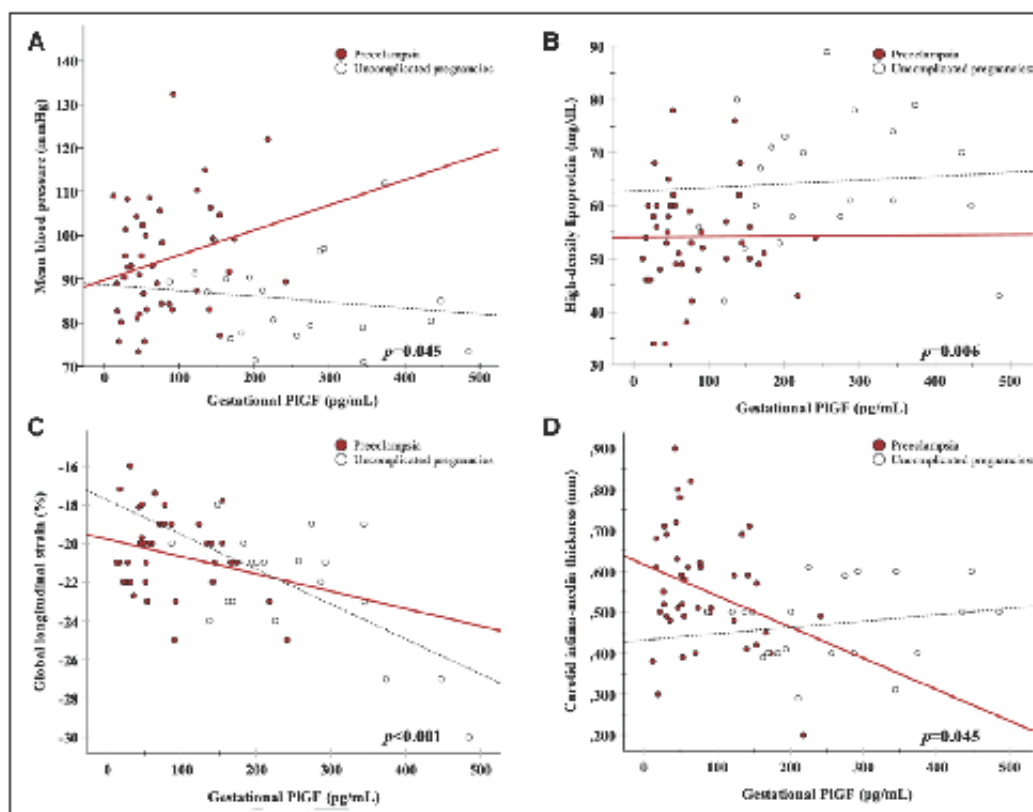 A
Preeclampsia
Uncomplicated pregnancies
Mean blood pressure (mmHg)
140
130
120
110
100
90
80
70
p=0.045
0 100 200 300 400 500
Gestational PlGF (pg/mL)
B
Preeclampsia
Uncomplicated pregnancies
High-density lipoprotein (mg/dL)
90
80
70
60
50
40
30
p=0.006
0 100 200 300 400 500
Gestational PlGF (pg/mL)
C
Preeclampsia
Uncomplicated pregnancies
Global longitudinal strain (%)
-16
-18
-20
-22
-24
-26
-28
-30
p<0.001
0 100 200 300 400 500
Gestational PlGF (pg/mL)
D
Preeclampsia
Uncomplicated pregnancies
Carotid intima-media thickness (mm)
,900
,800
,700
,600
,500
,400
,300
,200
p=0.045
0 100 200 300 400 500
Gestational PlGF (pg/mL)